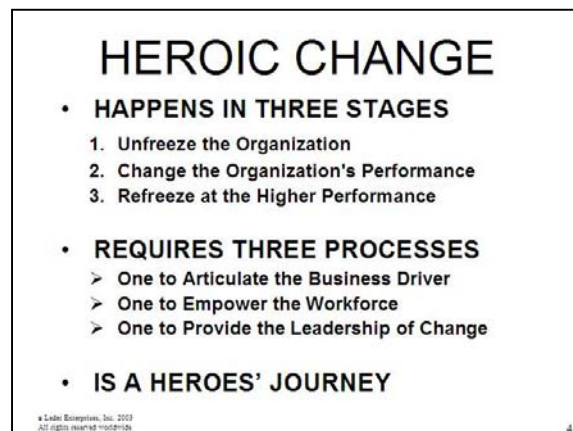 HEROIC CHANGE
• HAPPENS IN THREE STAGES
1. Unfreeze the Organization
2. Change the Organization's Performance
3. Refreeze at the Higher Performance
• REQUIRES THREE PROCESSES
➢ One to Articulate the Business Driver
➢ One to Empower the Workforce
➢ One to Provide the Leadership of Change
• IS A HEROES' JOURNEY
Ledet Enterprises, Inc. 2003
All rights reserved worldwide
4